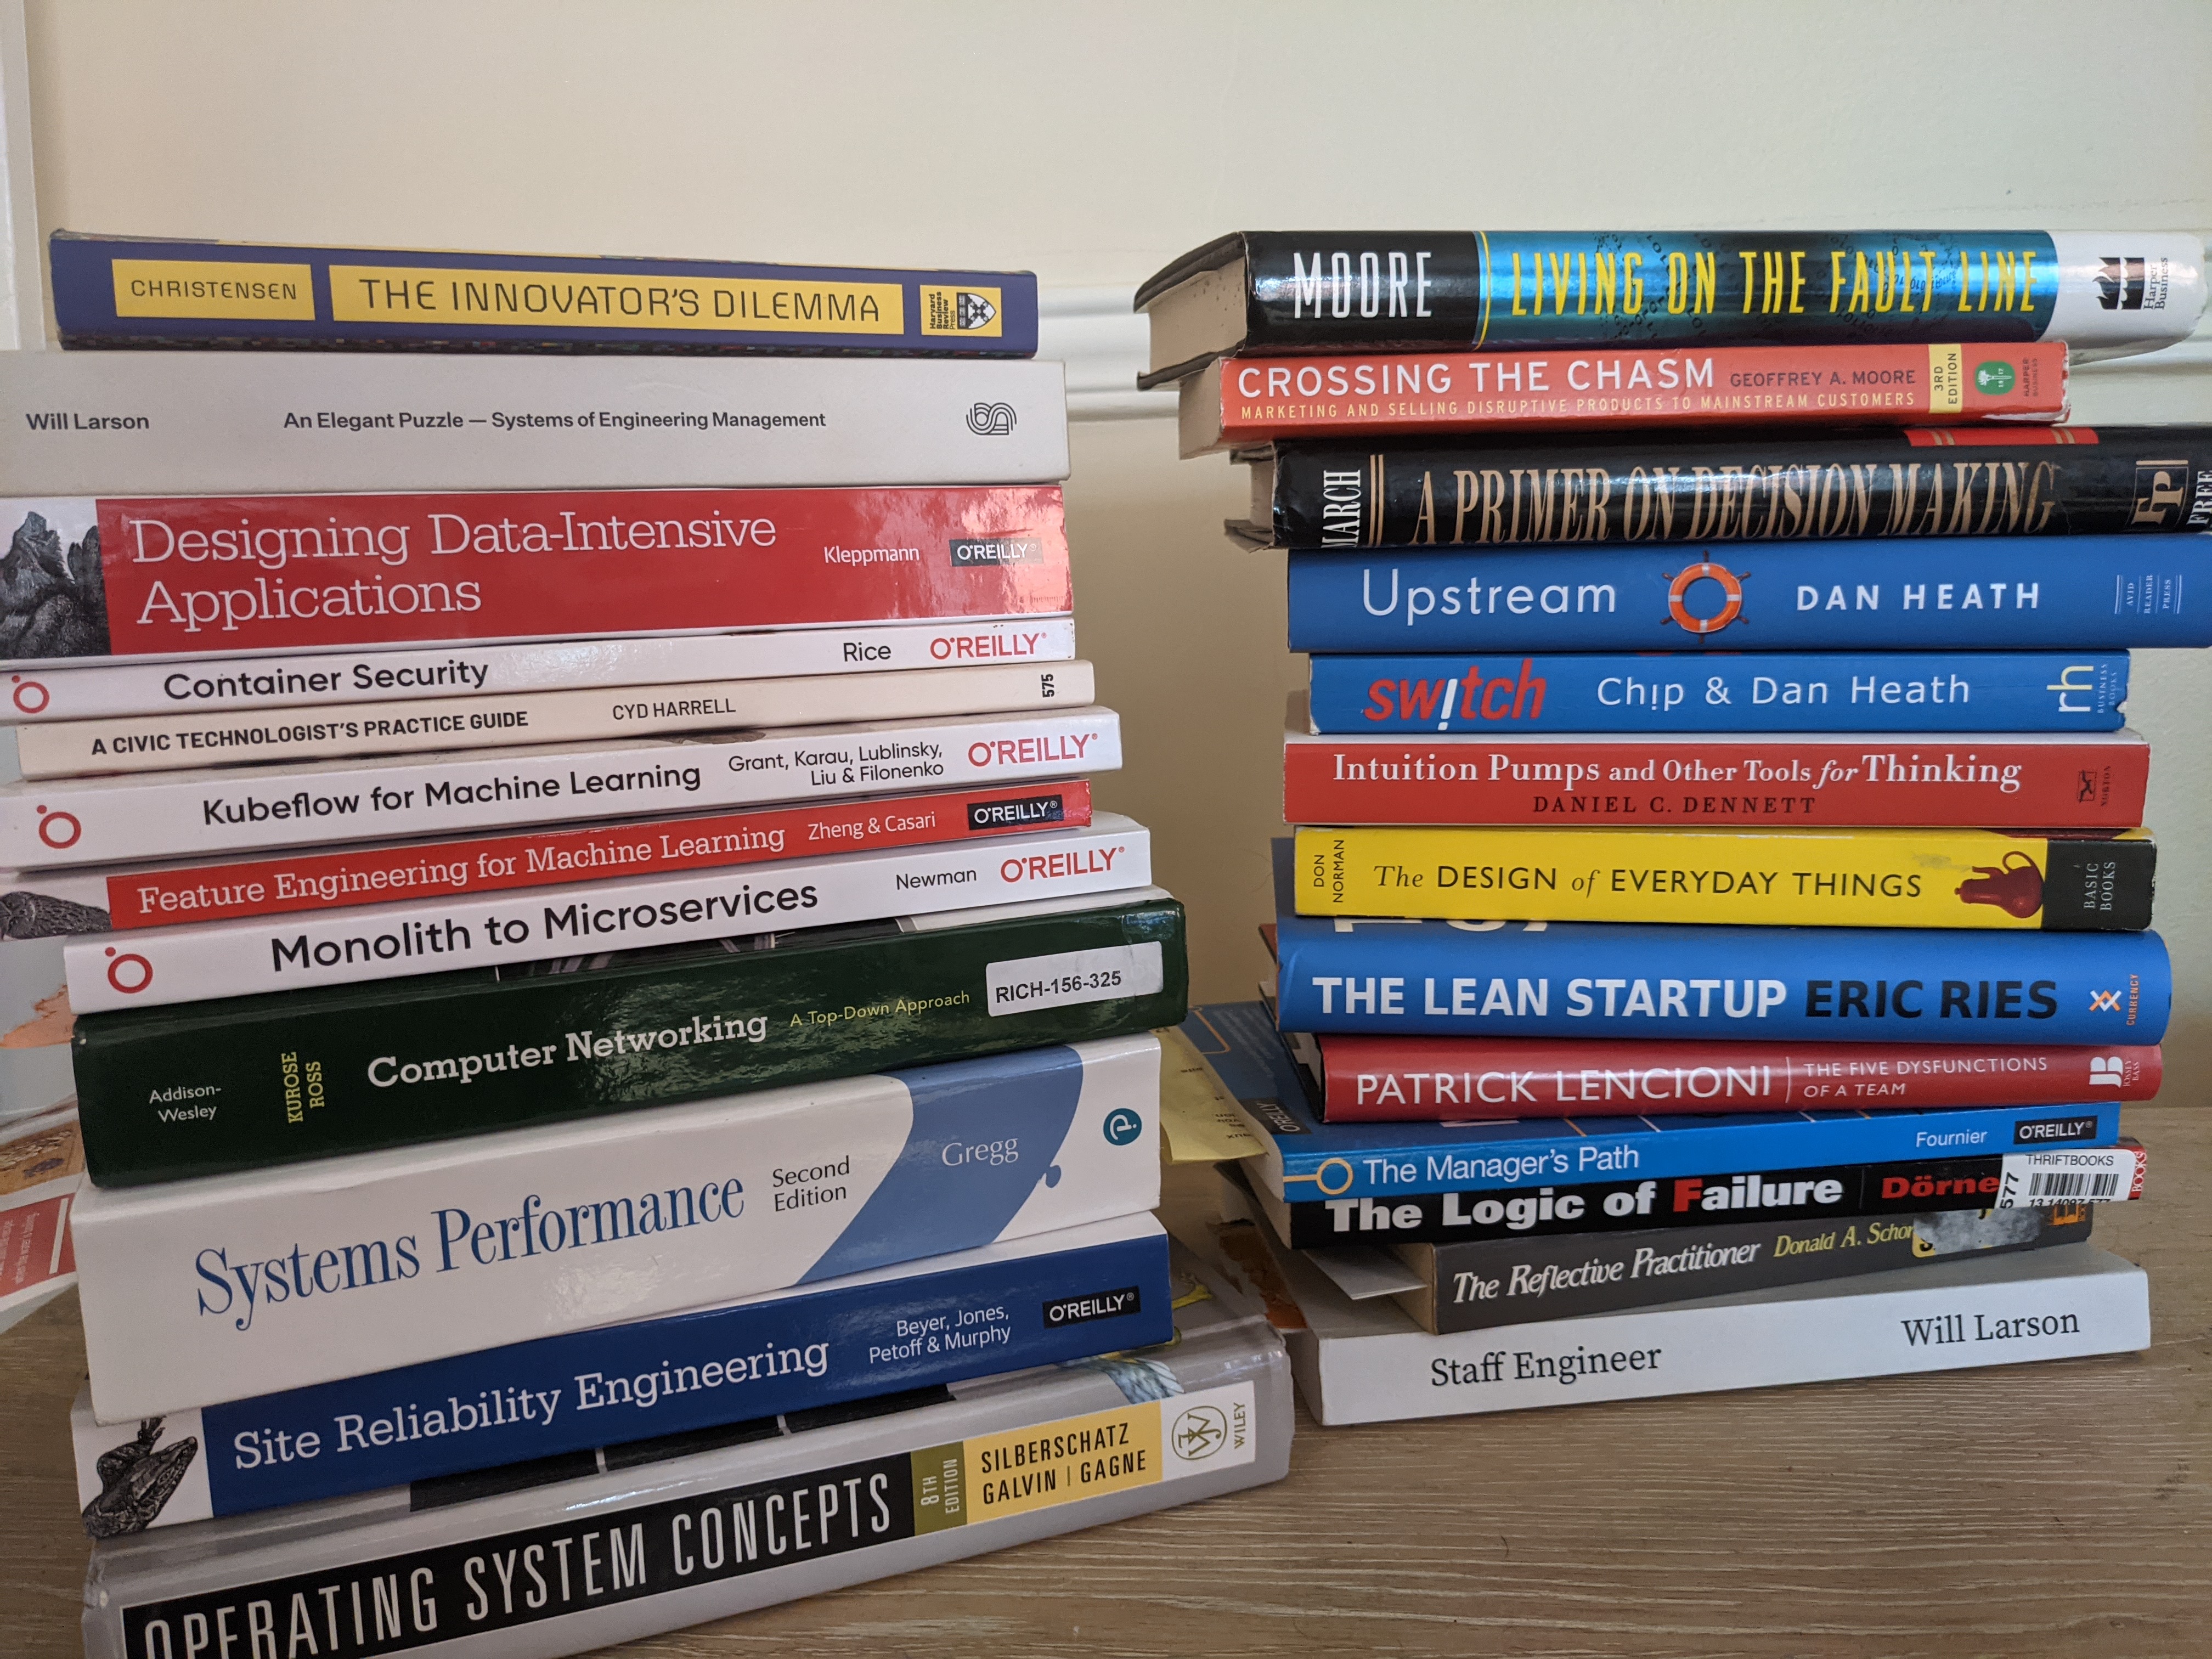 CHRISTENSEN THE INNOVATOR'S DILEMMA Harvard Business Review Press
Will Larson An Elegant Puzzle — Systems of Engineering Management
Designing Data-Intensive
Applications
Kleppmann O'REILLY®
Container Security Rice O'REILLY®
A CIVIC TECHNOLOGIST'S PRACTICE GUIDE CYD HARRELL 575
Kubeflow for Machine Learning
Grant, Karau, Lublinsky,
Liu & Filonenko
O'REILLY®
Feature Engineering for Machine Learning Zheng & Casari O'REILLY®
Monolith to Microservices Newman O'REILLY®
Addison-
Wesley
KUROSE
ROSS
Computer Networking A Top-Down Approach
RICH-156-325
Systems Performance
Second
Edition
Gregg
Site Reliability Engineering
Beyer, Jones,
Petoff & Murphy
O'REILLY®
OPERATING SYSTEM CONCEPTS
8TH
EDITION
SILBERSCHATZ
GALVIN | GAGNE
WILEY
MOORE LIVING ON THE FAULT LINE
Harper
Business
CROSSING THE CHASM GEOFFREY A. MOORE
MARKETING AND SELLING DISRUPTIVE PRODUCTS TO MAINSTREAM CUSTOMERS
3RD
EDITION
HARPER
BUSINESS
MARCH A PRIMER ON DECISION MAKING FP FREE
Upstream DAN HEATH
AVID
READER
PRESS
switch Chip & Dan Heath rh
BUSINESS
BOOKS
Intuition Pumps and Other Tools for Thinking
DANIEL C. DENNETT
NORTON
DON
NORMAN
The DESIGN of EVERYDAY THINGS
BASIC
BOOKS
THE LEAN STARTUP ERIC RIES CURRENCY
PATRICK LENCIONI
THE FIVE DYSFUNCTIONS
OF A TEAM
JB
JOSSEY
BASS
O'REILLY
The Manager's Path Fournier O'REILLY®
The Logic of Failure Dörne
THRIFTBOOKS
577
BOOKS
The Reflective Practitioner Donald A. Schor
Staff Engineer Will Larson